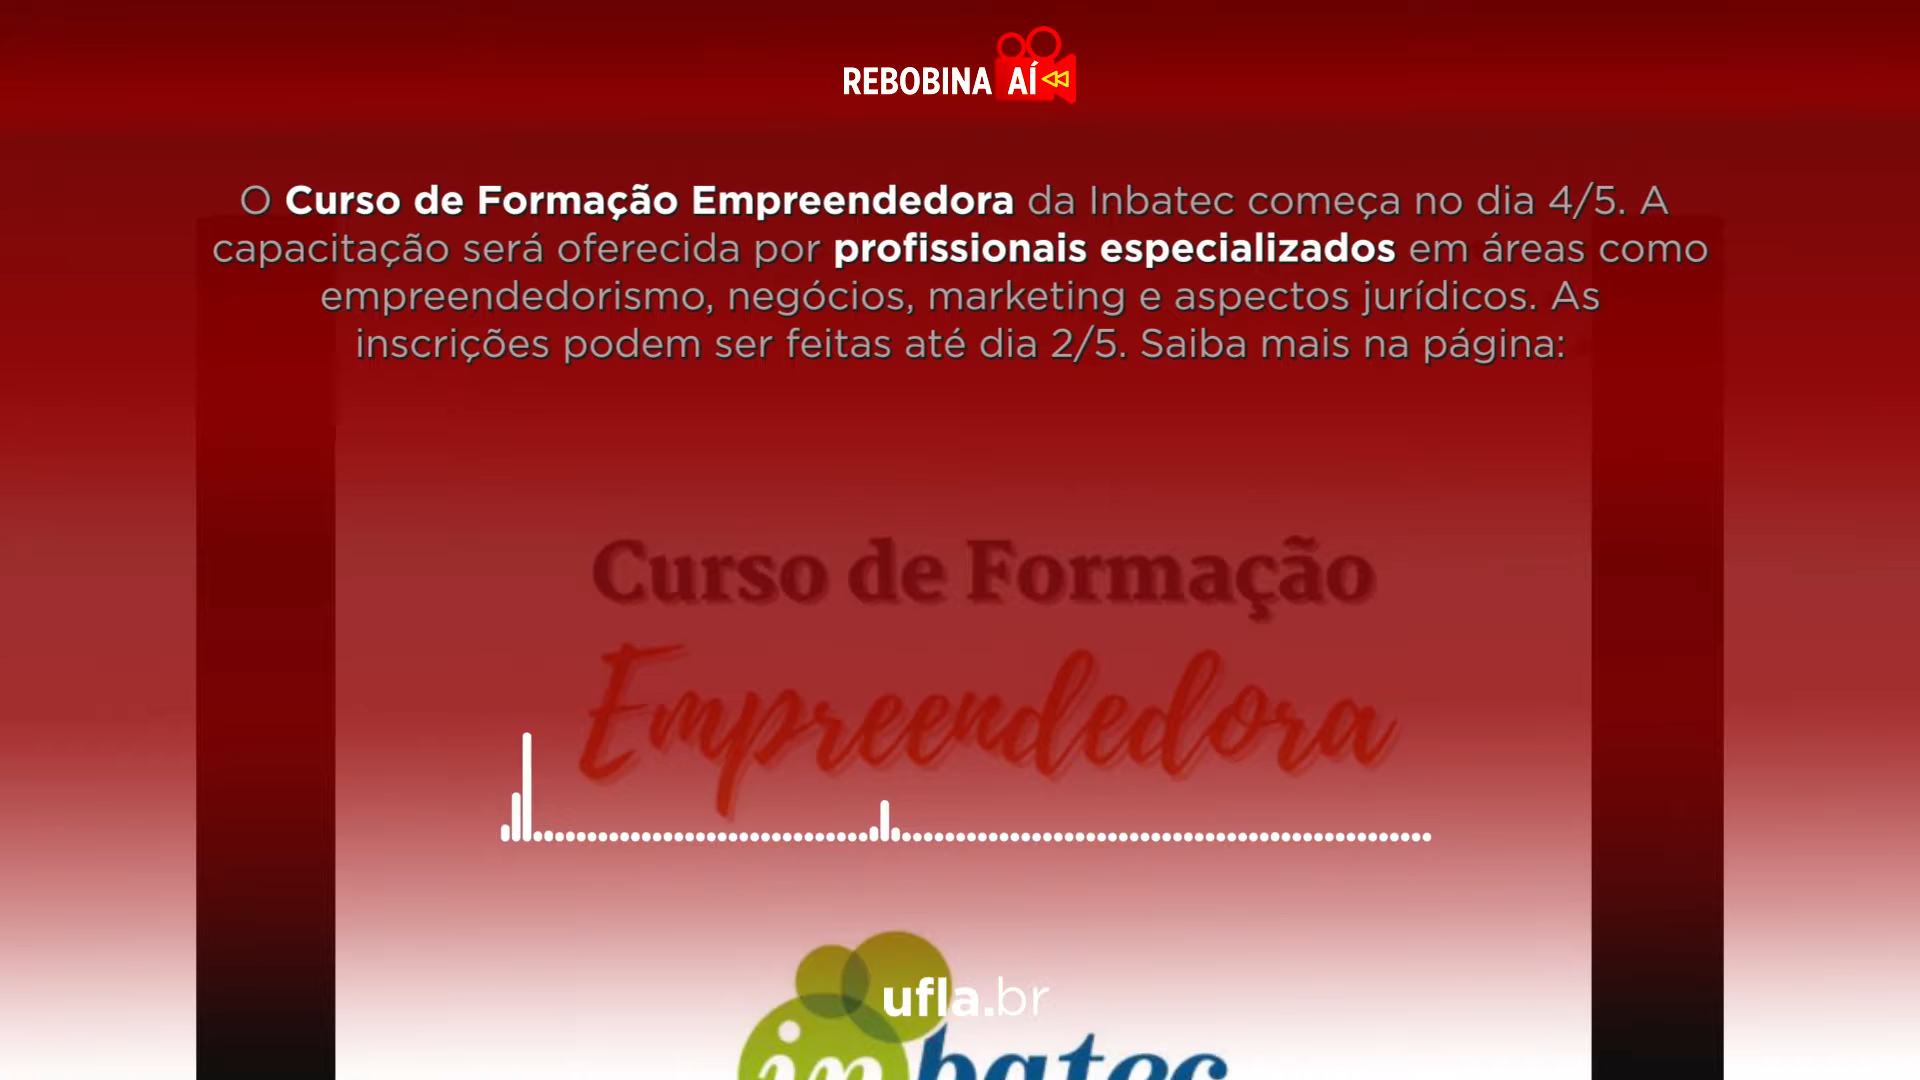 REBOBINA AÍ
O Curso de Formação Empreendedora da Inbatec começa no dia 4/5. A
capacitação será oferecida por profissionais especializados em áreas como
empreendedorismo, negócios, marketing e aspectos jurídicos. As
inscrições podem ser feitas até dia 2/5. Saiba mais na página:
Curso de Formação
Empreendedora
ufla.br
inbatec